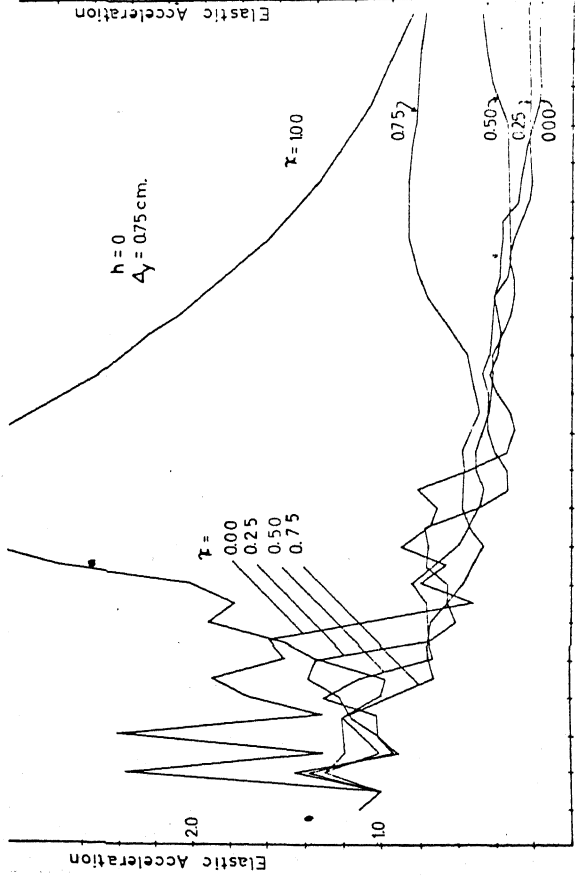 Elastic Acceleration
h = 0
Δy = 0.75 cm.
γ = 1.00
0.75
0.50
0.25
0.00
γ =
0.00
0.25
0.50
0.75
2.0
1.0
Elastic Acceleration